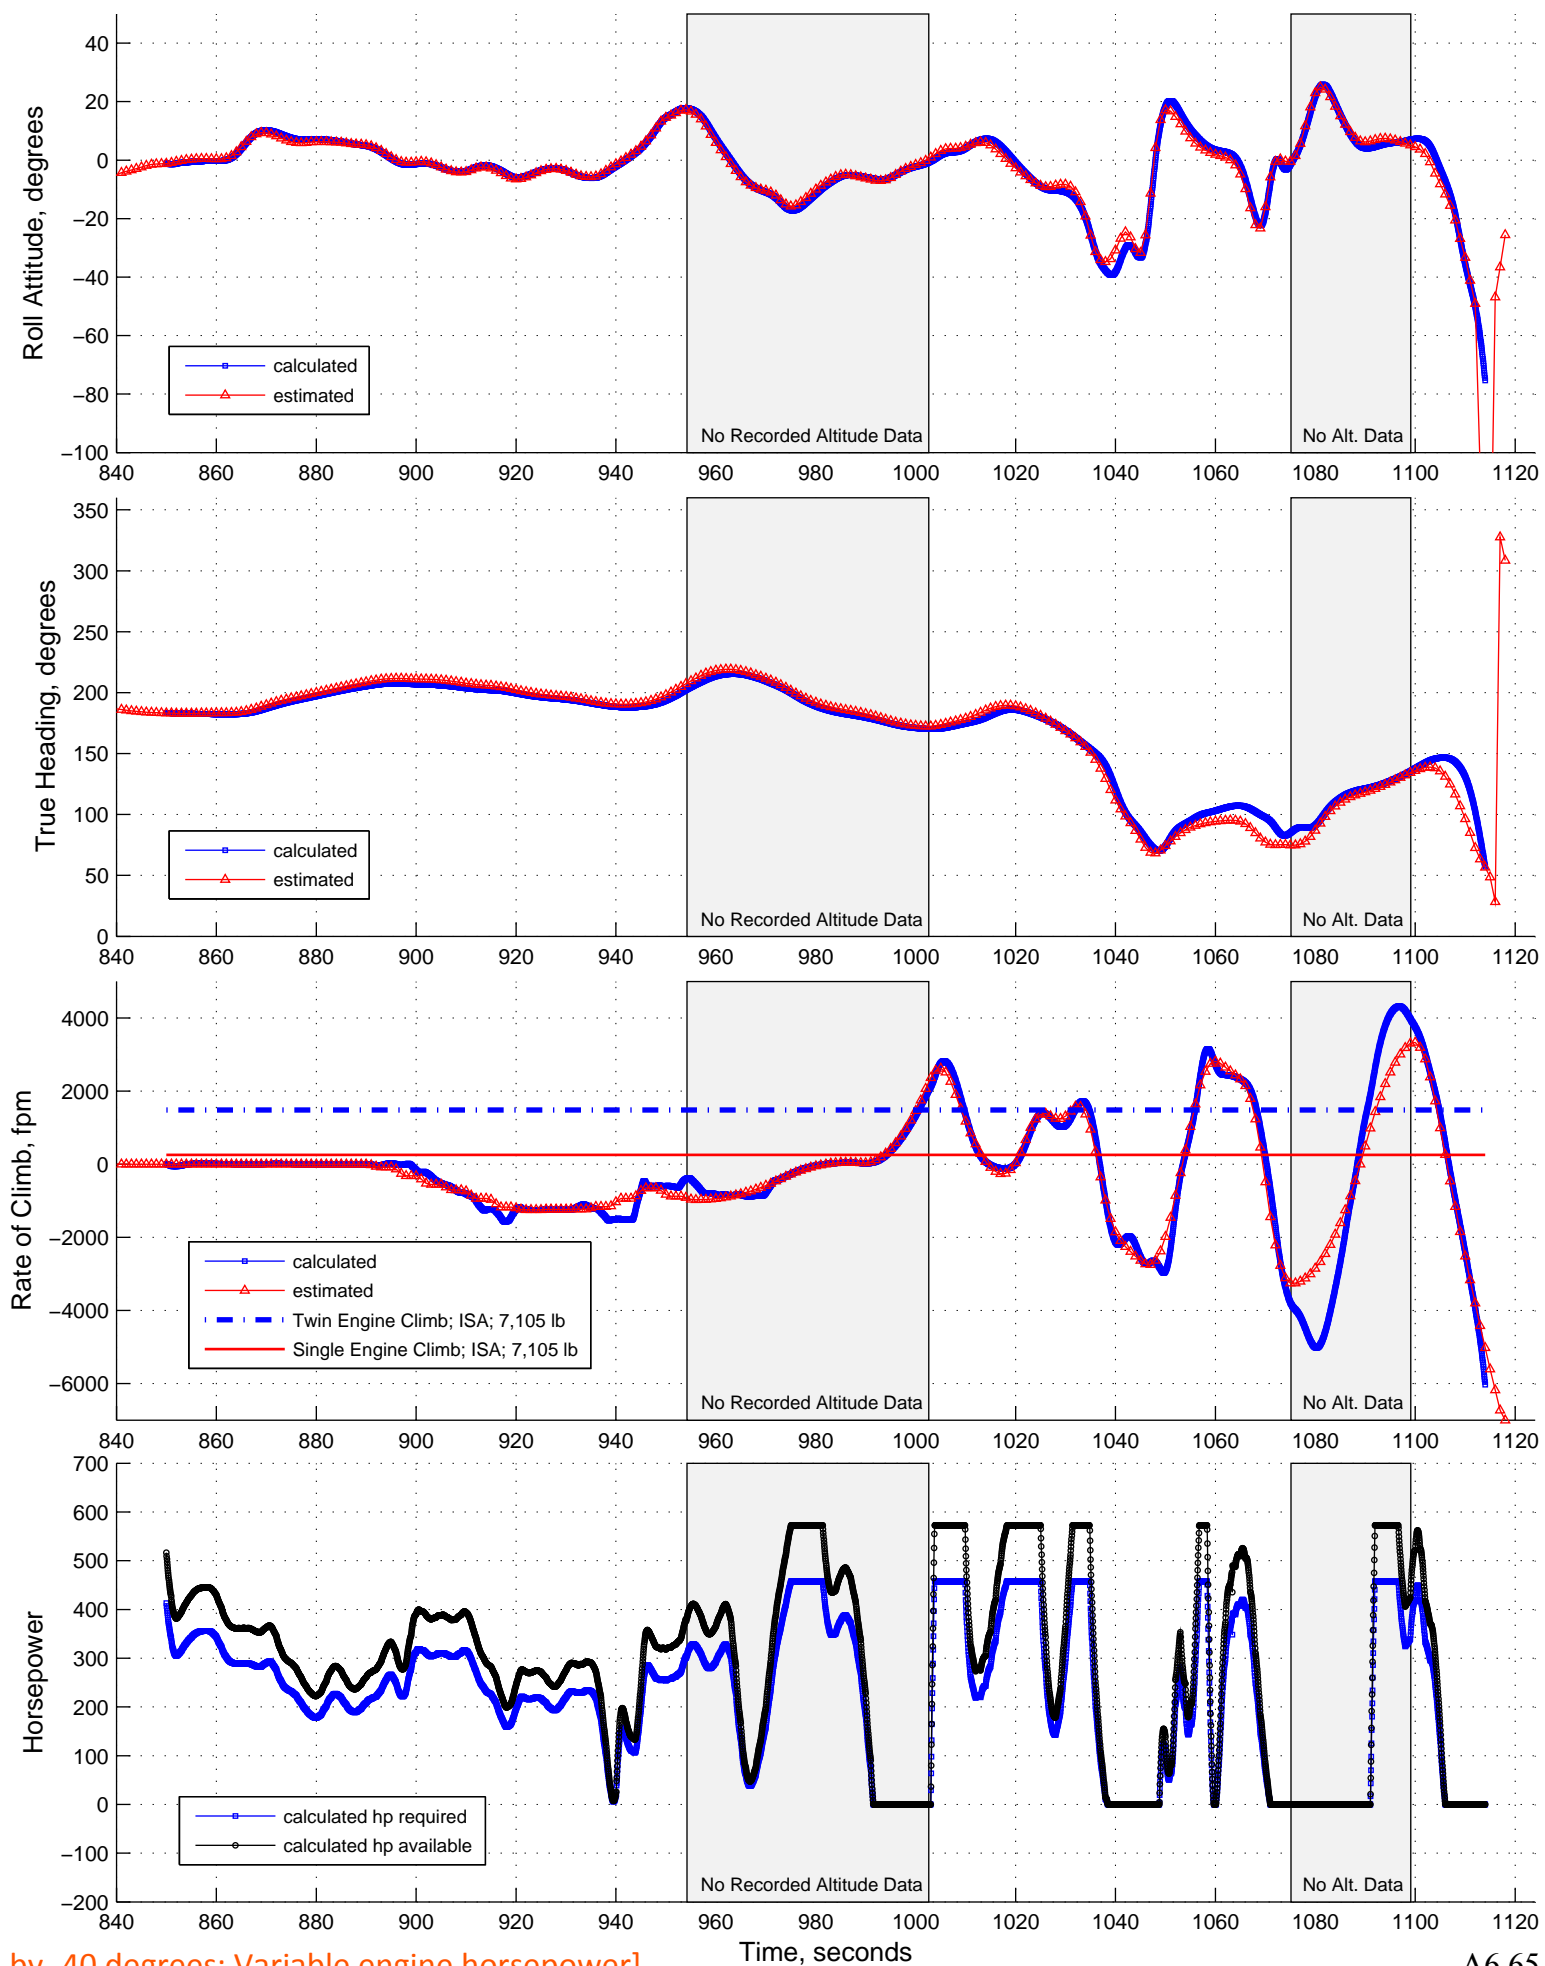 Roll Attitude, degrees
40
20
0
−20
−40
−60
−80
−100
calculated
estimated
No Recorded Altitude Data
No Alt. Data
840 860 880 900 920 940 960 980 1000 1020 1040 1060 1080 1100 1120
True Heading, degrees
350
300
250
200
150
100
50
0
calculated
estimated
No Recorded Altitude Data
No Alt. Data
840 860 880 900 920 940 960 980 1000 1020 1040 1060 1080 1100 1120
Rate of Climb, fpm
4000
2000
0
−2000
−4000
−6000
calculated
estimated
Twin Engine Climb; ISA; 7,105 lb
Single Engine Climb; ISA; 7,105 lb
No Recorded Altitude Data
No Alt. Data
840 860 880 900 920 940 960 980 1000 1020 1040 1060 1080 1100 1120
Horsepower
700
600
500
400
300
200
100
0
−100
−200
calculated hp required
calculated hp available
No Recorded Altitude Data
No Alt. Data
840 860 880 900 920 940 960 980 1000 1020 1040 1060 1080 1100 1120
Time, seconds
by -40 degrees; Variable engine horsepower]
A6.65